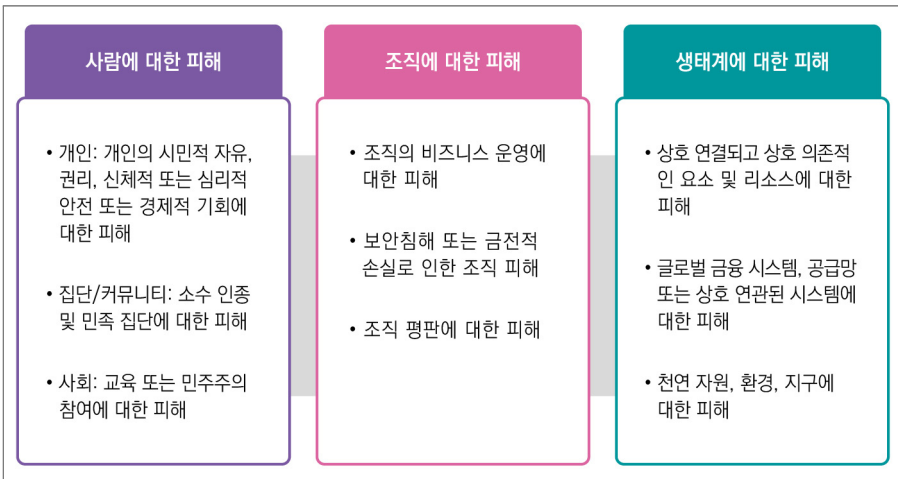 사람에 대한 피해
• 개인: 개인의 시민적 자유,
권리, 신체적 또는 심리적
안전 또는 경제적 기회에
대한 피해
• 집단/커뮤니티: 소수 인종
및 민족 집단에 대한 피해
• 사회: 교육 또는 민주주의
참여에 대한 피해
조직에 대한 피해
• 조직의 비즈니스 운영에
대한 피해
• 보안침해 또는 금전적
손실로 인한 조직 피해
• 조직 평판에 대한 피해
생태계에 대한 피해
• 상호 연결되고 상호 의존적
인 요소 및 리소스에 대한
피해
• 글로벌 금융 시스템, 공급망
또는 상호 연관된 시스템에
대한 피해
• 천연 자원, 환경, 지구에
대한 피해